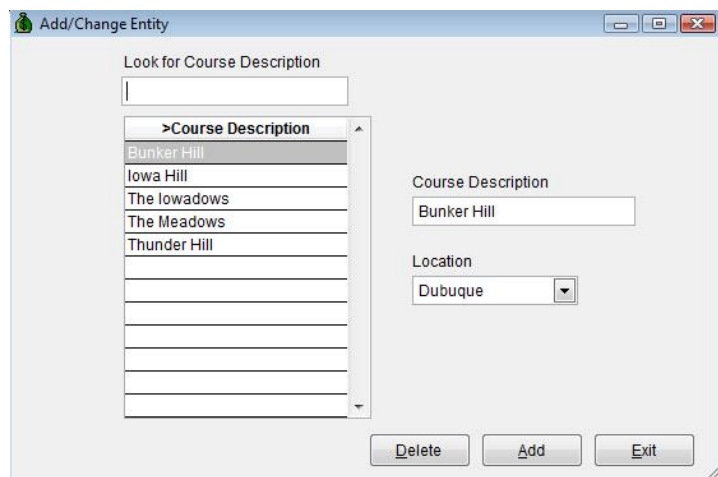 Add/Change Entity
Look for Course Description
>Course Description
Bunker Hill
Iowa Hill
The Iowadows
The Meadows
Thunder Hill
Course Description
Bunker Hill
Location
Dubuque
Delete
Add
Exit